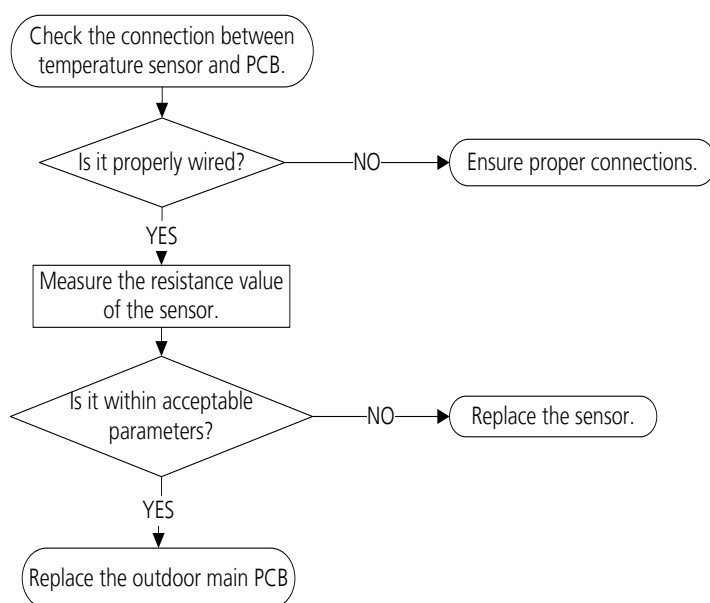 Check the connection between
temperature sensor and PCB.
Is it properly wired?
NO
Ensure proper connections.
YES
Measure the resistance value
of the sensor.
Is it within acceptable
parameters?
NO
Replace the sensor.
YES
Replace the outdoor main PCB